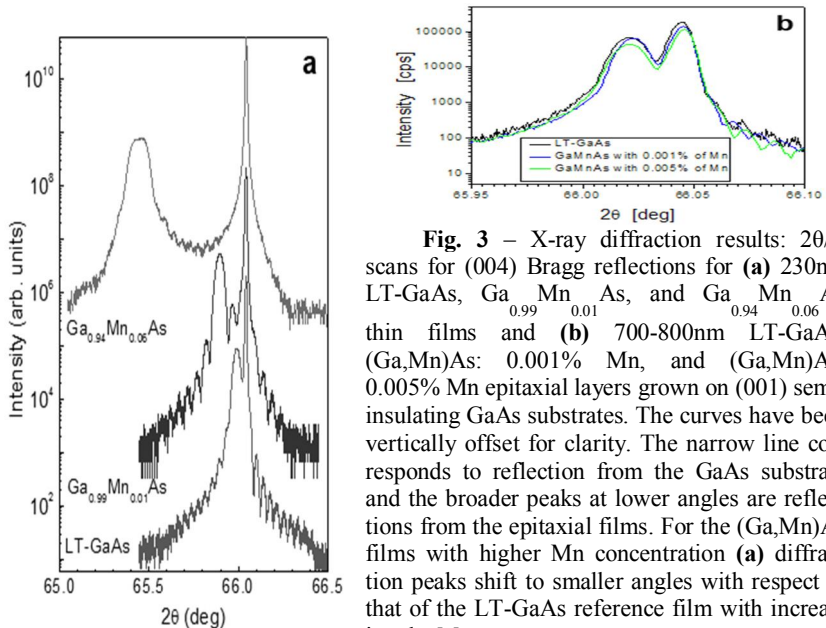 a
Intensity (arb. units)
10¹⁰
10⁸
10⁶
10⁴
10²
Ga₀.₉₄Mn₀.₀₆As
Ga₀.₉₉Mn₀.₀₁As
LT-GaAs
65.0 65.5 66.0 66.5
2θ (deg)
b
Intensity [cps]
100000
10000
1000
100
10
LT-GaAs
GaMnAs with 0.001% of Mn
GaMnAs with 0.005% of Mn
65.95 66.00 66.05 66.10
2θ [deg]
Fig. 3 – X-ray diffraction results: 2θ/
scans for (004) Bragg reflections for (a) 230n
LT-GaAs, Ga₀.₉₉Mn₀.₀₁As, and Ga₀.₉₄Mn₀.₀₆A
thin films and (b) 700-800nm LT-GaA
(Ga,Mn)As: 0.001% Mn, and (Ga,Mn)A
0.005% Mn epitaxial layers grown on (001) sem
insulating GaAs substrates. The curves have bee
vertically offset for clarity. The narrow line co
responds to reflection from the GaAs substra
and the broader peaks at lower angles are refle
tions from the epitaxial films. For the (Ga,Mn)A
films with higher Mn concentration (a) diffra
tion peaks shift to smaller angles with respect
that of the LT-GaAs reference film with increa